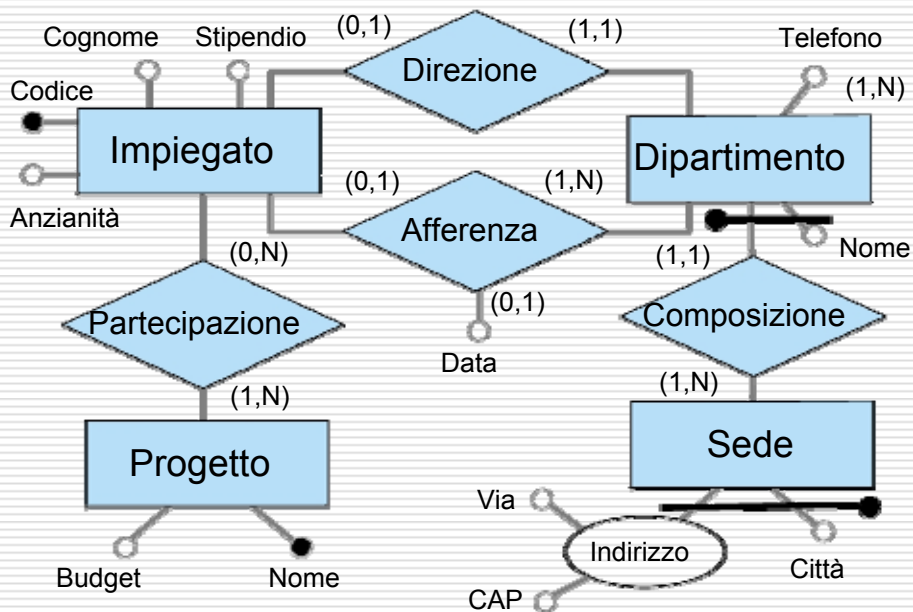 (0,1)
Cognome
Stipendio
(1,1)
Telefono
Direzione
Codice
(1,N)
Impiegato
Dipartimento
(0,1)
(1,N)
Anzianità
Afferenza
(0,N)
(1,1)
Nome
(0,1)
Partecipazione
Composizione
Data
(1,N)
(1,N)
Progetto
Sede
Via
Indirizzo
Budget
Nome
Città
CAP